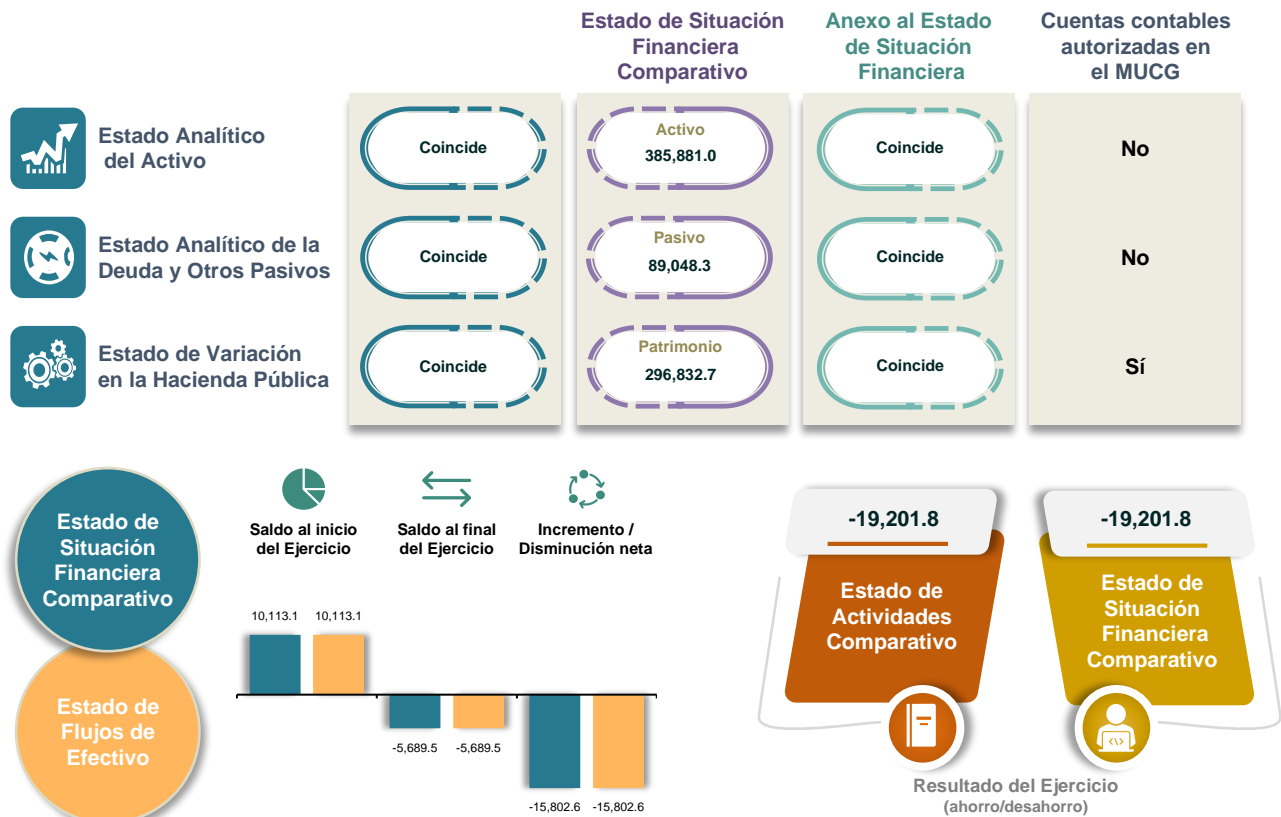 Estado de Situación
Financiera
Comparativo
Anexo al Estado
de Situación
Financiera
Cuentas contables
autorizadas en
el MUCG
Estado Analítico
del Activo
Coincide
Activo
385,881.0
Coincide
No
Estado Analítico de la
Deuda y Otros Pasivos
Coincide
Pasivo
89,048.3
Coincide
No
Estado de Variación
en la Hacienda Pública
Coincide
Patrimonio
296,832.7
Coincide
Sí
Estado de
Situación
Financiera
Comparativo
Estado de
Flujos de
Efectivo
Saldo al inicio
del Ejercicio
Saldo al final
del Ejercicio
Incremento /
Disminución neta
10,113.1
10,113.1
-5,689.5
-5,689.5
-15,802.6
-15,802.6
-19,201.8
Estado de
Actividades
Comparativo
-19,201.8
Estado de
Situación
Financiera
Comparativo
Resultado del Ejercicio
(ahorro/desahorro)